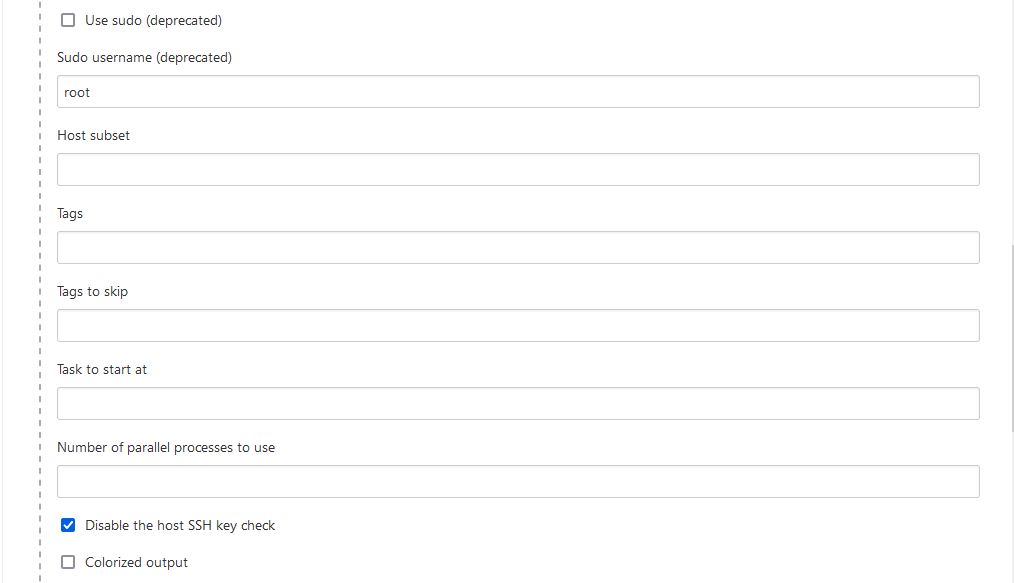 Use sudo (deprecated)
Sudo username (deprecated)
root
Host subset
Tags
Tags to skip
Task to start at
Number of parallel processes to use
Disable the host SSH key check
Colorized output